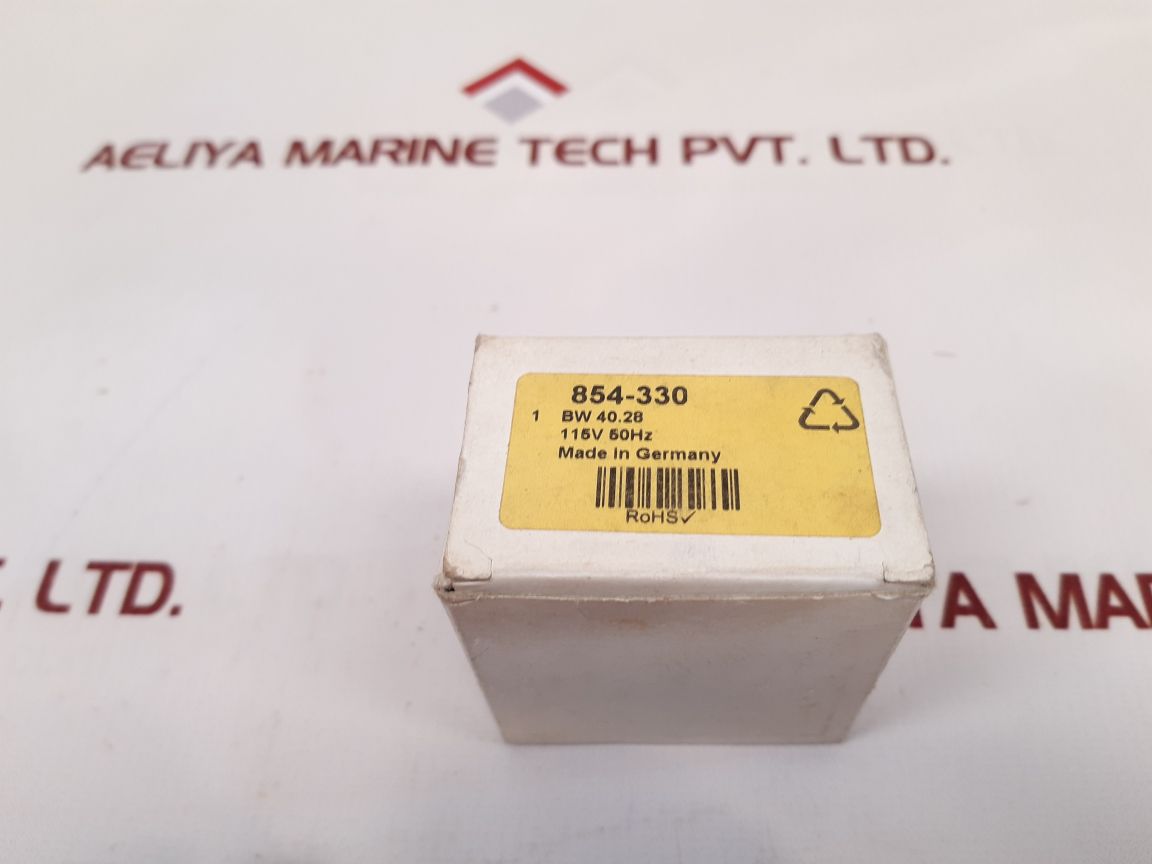 AELIYA MARINE TECH PVT. LTD.
854-330
1 BW 40.28
115V 50Hz
Made in Germany
RoHS✓
LTD.
YA MAR